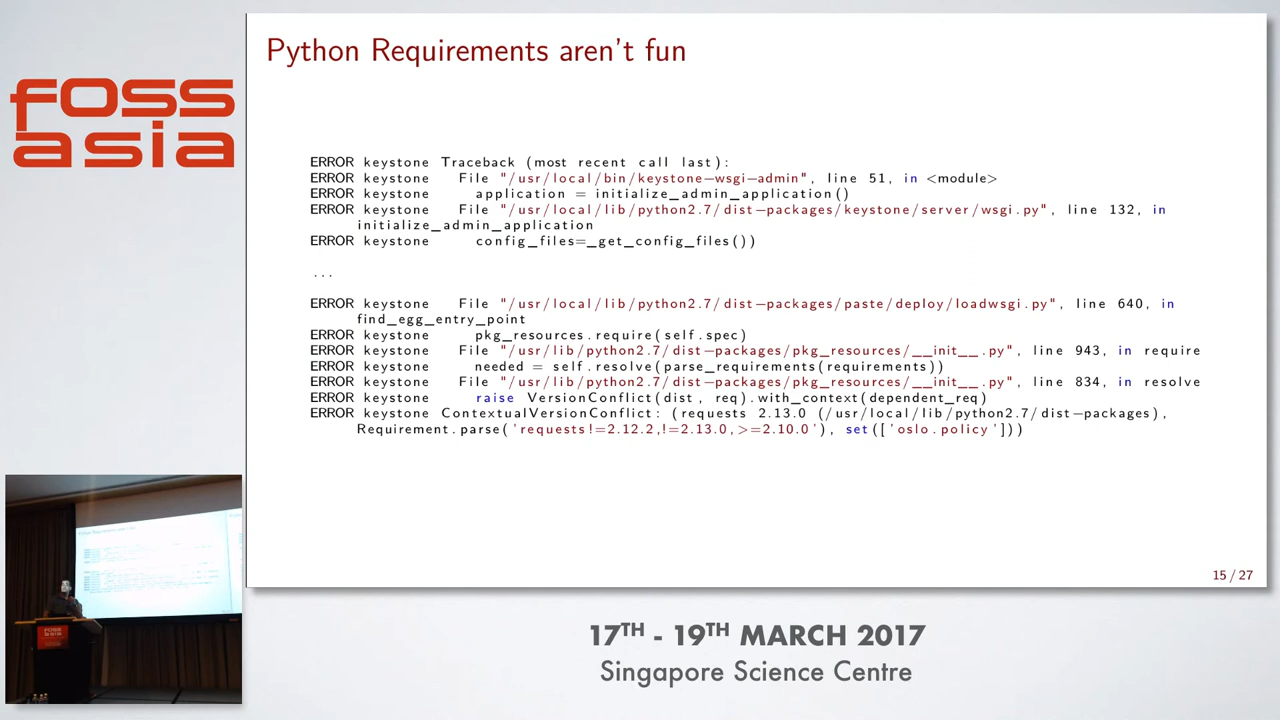 FOSS
asia
Python Requirements aren't fun
ERROR keystone Traceback (most recent call last):
ERROR keystone File "/usr/local/bin/keystone-wsgi-admin", line 51, in <module>
ERROR keystone application = initialize_admin_application()
ERROR keystone File "/usr/local/lib/python2.7/dist-packages/keystone/server/wsgi.py", line 132, in
initialize_admin_application
ERROR keystone config_files=_get_config_files())
...
ERROR keystone File "/usr/local/lib/python2.7/dist-packages/paste/deploy/loadwsgi.py", line 640, in
find_egg_entry_point
ERROR keystone pkg_resources.require(self.spec)
ERROR keystone File "/usr/lib/python2.7/dist-packages/pkg_resources/__init__.py", line 943, in require
ERROR keystone needed = self.resolve(parse_requirements(requirements))
ERROR keystone File "/usr/lib/python2.7/dist-packages/pkg_resources/__init__.py", line 834, in resolve
ERROR keystone raise VersionConflict(dist, req).with_context(dependent_req)
ERROR keystone ContextualVersionConflict: (requests 2.13.0 (/usr/local/lib/python2.7/dist-packages),
Requirement.parse('requests!=2.12.2,!=2.13.0,>=2.10.0'), set(['oslo.policy']))
15 / 27
FOSS
asia
17TH - 19TH MARCH 2017
Singapore Science Centre